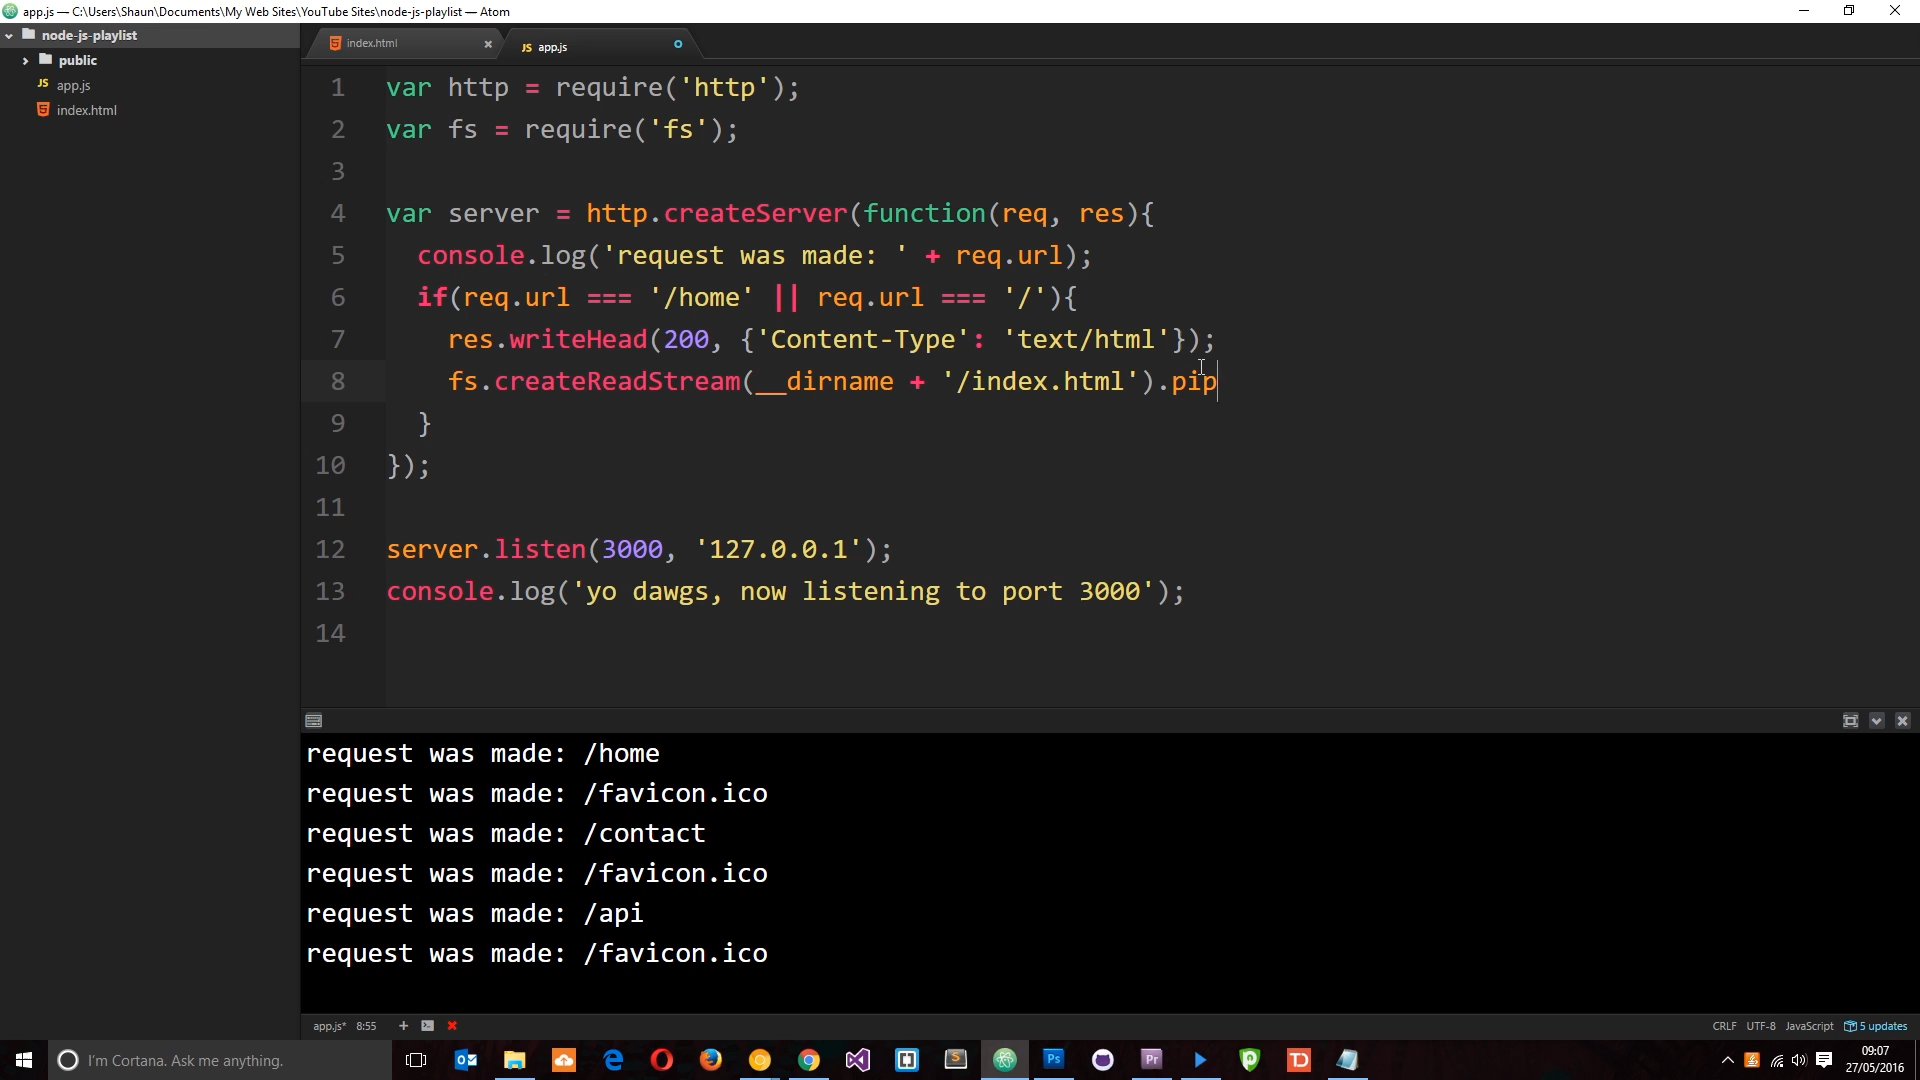 app.js — C:\Users\Shaun\Documents\My Web Sites\YouTube Sites\node-js-playlist — Atom
node-js-playlist
public
JS app.js
index.html
index.html
JS app.js
1 var http = require('http');
2 var fs = require('fs');
3
4 var server = http.createServer(function(req, res){
5   console.log('request was made: ' + req.url);
6   if(req.url === '/home' || req.url === '/'){
7     res.writeHead(200, {'Content-Type': 'text/html'});
8     fs.createReadStream(__dirname + '/index.html').pip
9   }
10 });
11
12 server.listen(3000, '127.0.0.1');
13 console.log('yo dawgs, now listening to port 3000');
14
request was made: /home
request was made: /favicon.ico
request was made: /contact
request was made: /favicon.ico
request was made: /api
request was made: /favicon.ico
app.js* 8:55 CRLF UTF-8 JavaScript 5 updates
I'm Cortana. Ask me anything.
Ps
Pr
TD
09:07
27/05/2016